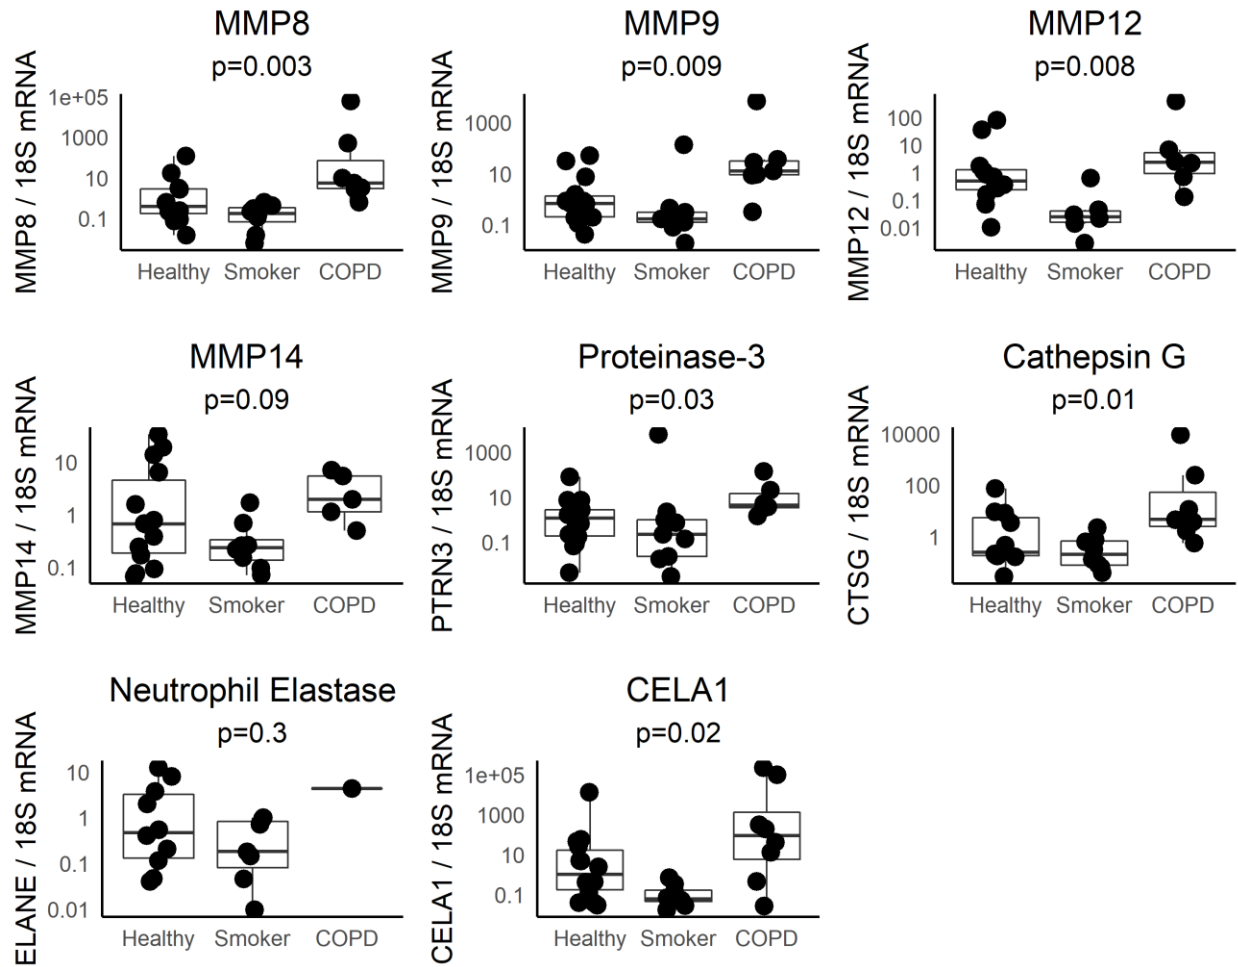 MMP8
p=0.003
MMP8 / 18S mRNA
1e+05
1000
10
0.1
Healthy Smoker COPD
MMP9
p=0.009
MMP9 / 18S mRNA
1000
10
0.1
Healthy Smoker COPD
MMP12
p=0.008
MMP12 / 18S mRNA
100
10
1
0.1
0.01
Healthy Smoker COPD
MMP14
p=0.09
MMP14 / 18S mRNA
10
1
0.1
Healthy Smoker COPD
Proteinase-3
p=0.03
PTRN3 / 18S mRNA
1000
10
0.1
Healthy Smoker COPD
Cathepsin G
p=0.01
CTSG / 18S mRNA
10000
100
1
Healthy Smoker COPD
Neutrophil Elastase
p=0.3
ELANE / 18S mRNA
10
1
0.1
0.01
Healthy Smoker COPD
CELA1
p=0.02
CELA1 / 18S mRNA
1e+05
1000
10
0.1
Healthy Smoker COPD